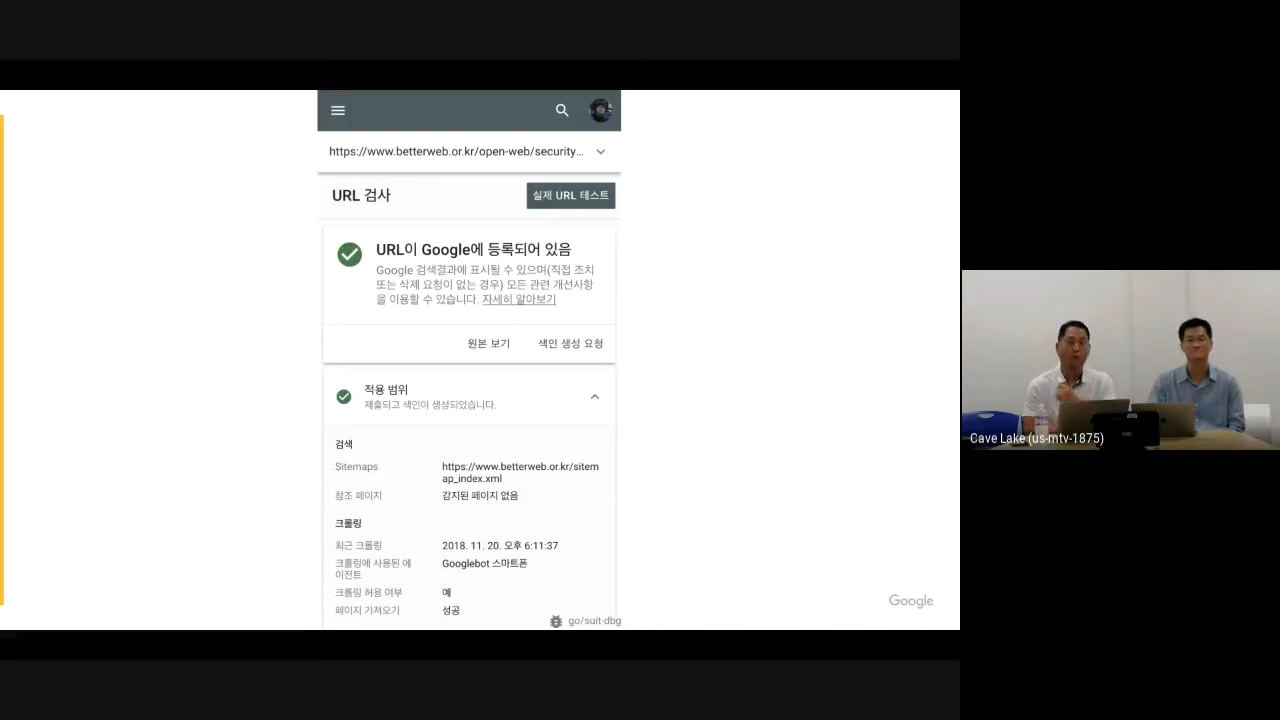 https://www.betterweb.or.kr/open-web/security...
URL 검사
실제 URL 테스트
URL이 Google에 등록되어 있음
Google 검색결과에 표시될 수 있으며(직접 조치
또는 삭제 요청이 없는 경우) 모든 관련 개선사항
을 이용할 수 있습니다. 자세히 알아보기
원본 보기
색인 생성 요청
적용 범위
제출되고 색인이 생성되었습니다.
검색
Sitemaps
https://www.betterweb.or.kr/sitem
ap_index.xml
참조 페이지
감지된 페이지 없음
크롤링
최근 크롤링
2018. 11. 20. 오후 6:11:37
크롤링에 사용된 에
이전트
Googlebot 스마트폰
크롤링 허용 여부
예
페이지 가져오기
성공
go/suit-dbg
Google
Cave Lake (us-mtv-1875)